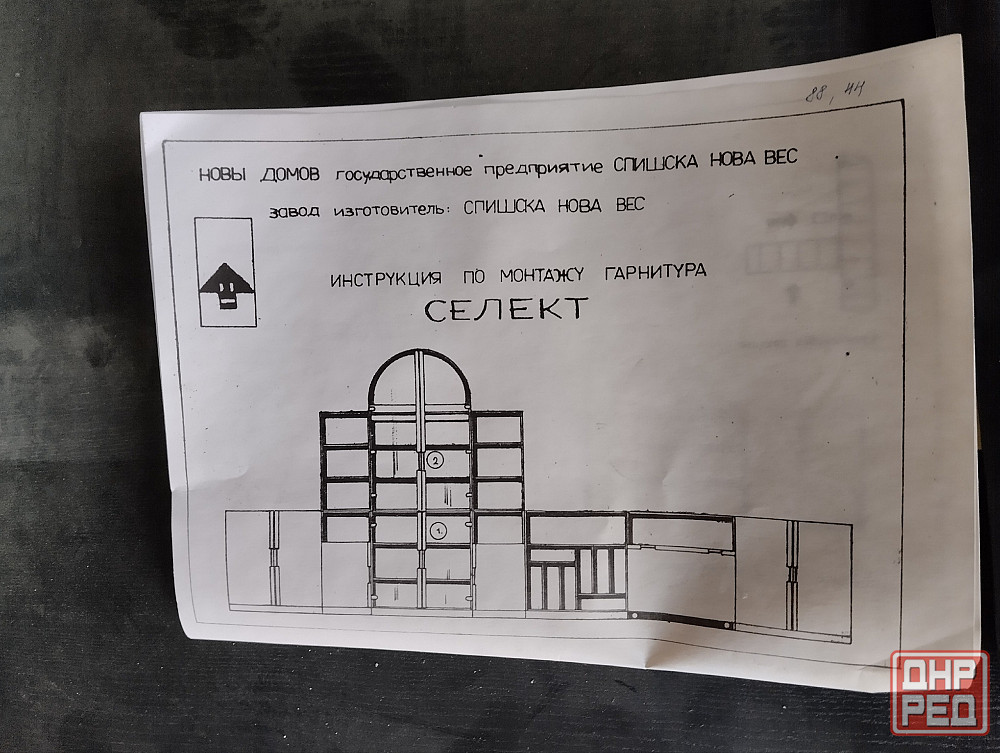 88, 44
НОВЫ ДОМОВ государственное предприятие СПИШСКА НОВА ВЕС
завод изготовитель: СПИШСКА НОВА ВЕС
ИНСТРУКЦИЯ ПО МОНТАЖУ ГАРНИТУРА
СЕЛЕКТ
2
1.
ДНР
РЕД